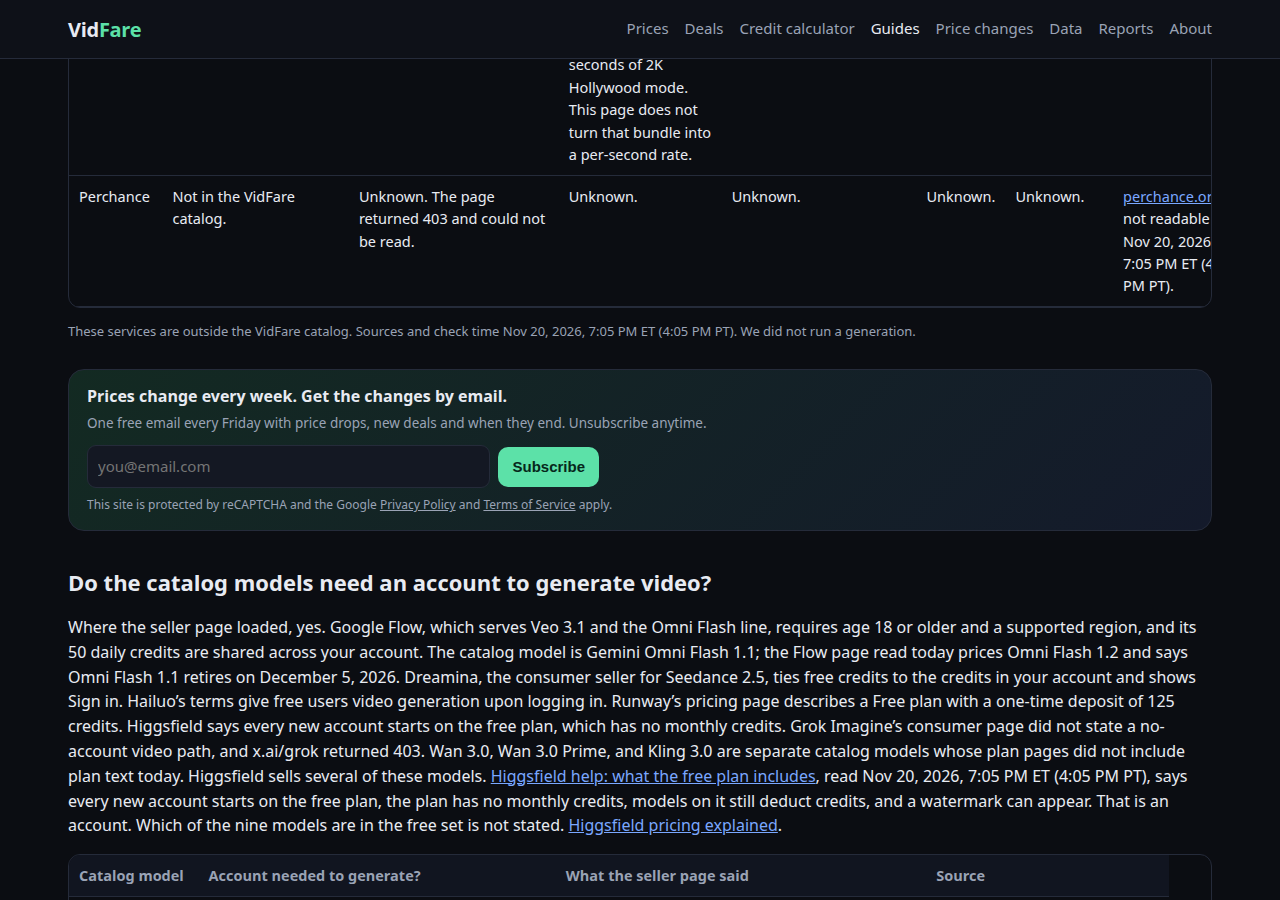 VidFare
Prices Deals Credit calculator Guides Price changes Data Reports About
seconds of 2K
Hollywood mode.
This page does not
turn that bundle into
a per-second rate.
Perchance Not in the VidFare Unknown. The page Unknown. Unknown. Unknown. Unknown. perchance.or
catalog. returned 403 and could not not readable
be read. Nov 20, 2026
7:05 PM ET (4
PM PT).
These services are outside the VidFare catalog. Sources and check time Nov 20, 2026, 7:05 PM ET (4:05 PM PT). We did not run a generation.
Prices change every week. Get the changes by email.
One free email every Friday with price drops, new deals and when they end. Unsubscribe anytime.
you@email.com Subscribe
This site is protected by reCAPTCHA and the Google Privacy Policy and Terms of Service apply.
Do the catalog models need an account to generate video?
Where the seller page loaded, yes. Google Flow, which serves Veo 3.1 and the Omni Flash line, requires age 18 or older and a supported region, and its
50 daily credits are shared across your account. The catalog model is Gemini Omni Flash 1.1; the Flow page read today prices Omni Flash 1.2 and says
Omni Flash 1.1 retires on December 5, 2026. Dreamina, the consumer seller for Seedance 2.5, ties free credits to the credits in your account and shows
Sign in. Hailuo’s terms give free users video generation upon logging in. Runway’s pricing page describes a Free plan with a one-time deposit of 125
credits. Higgsfield says every new account starts on the free plan, which has no monthly credits. Grok Imagine’s consumer page did not state a no-
account video path, and x.ai/grok returned 403. Wan 3.0, Wan 3.0 Prime, and Kling 3.0 are separate catalog models whose plan pages did not include
plan text today. Higgsfield sells several of these models. Higgsfield help: what the free plan includes, read Nov 20, 2026, 7:05 PM ET (4:05 PM PT), says
every new account starts on the free plan, the plan has no monthly credits, models on it still deduct credits, and a watermark can appear. That is an
account. Which of the nine models are in the free set is not stated. Higgsfield pricing explained.
Catalog model Account needed to generate? What the seller page said Source